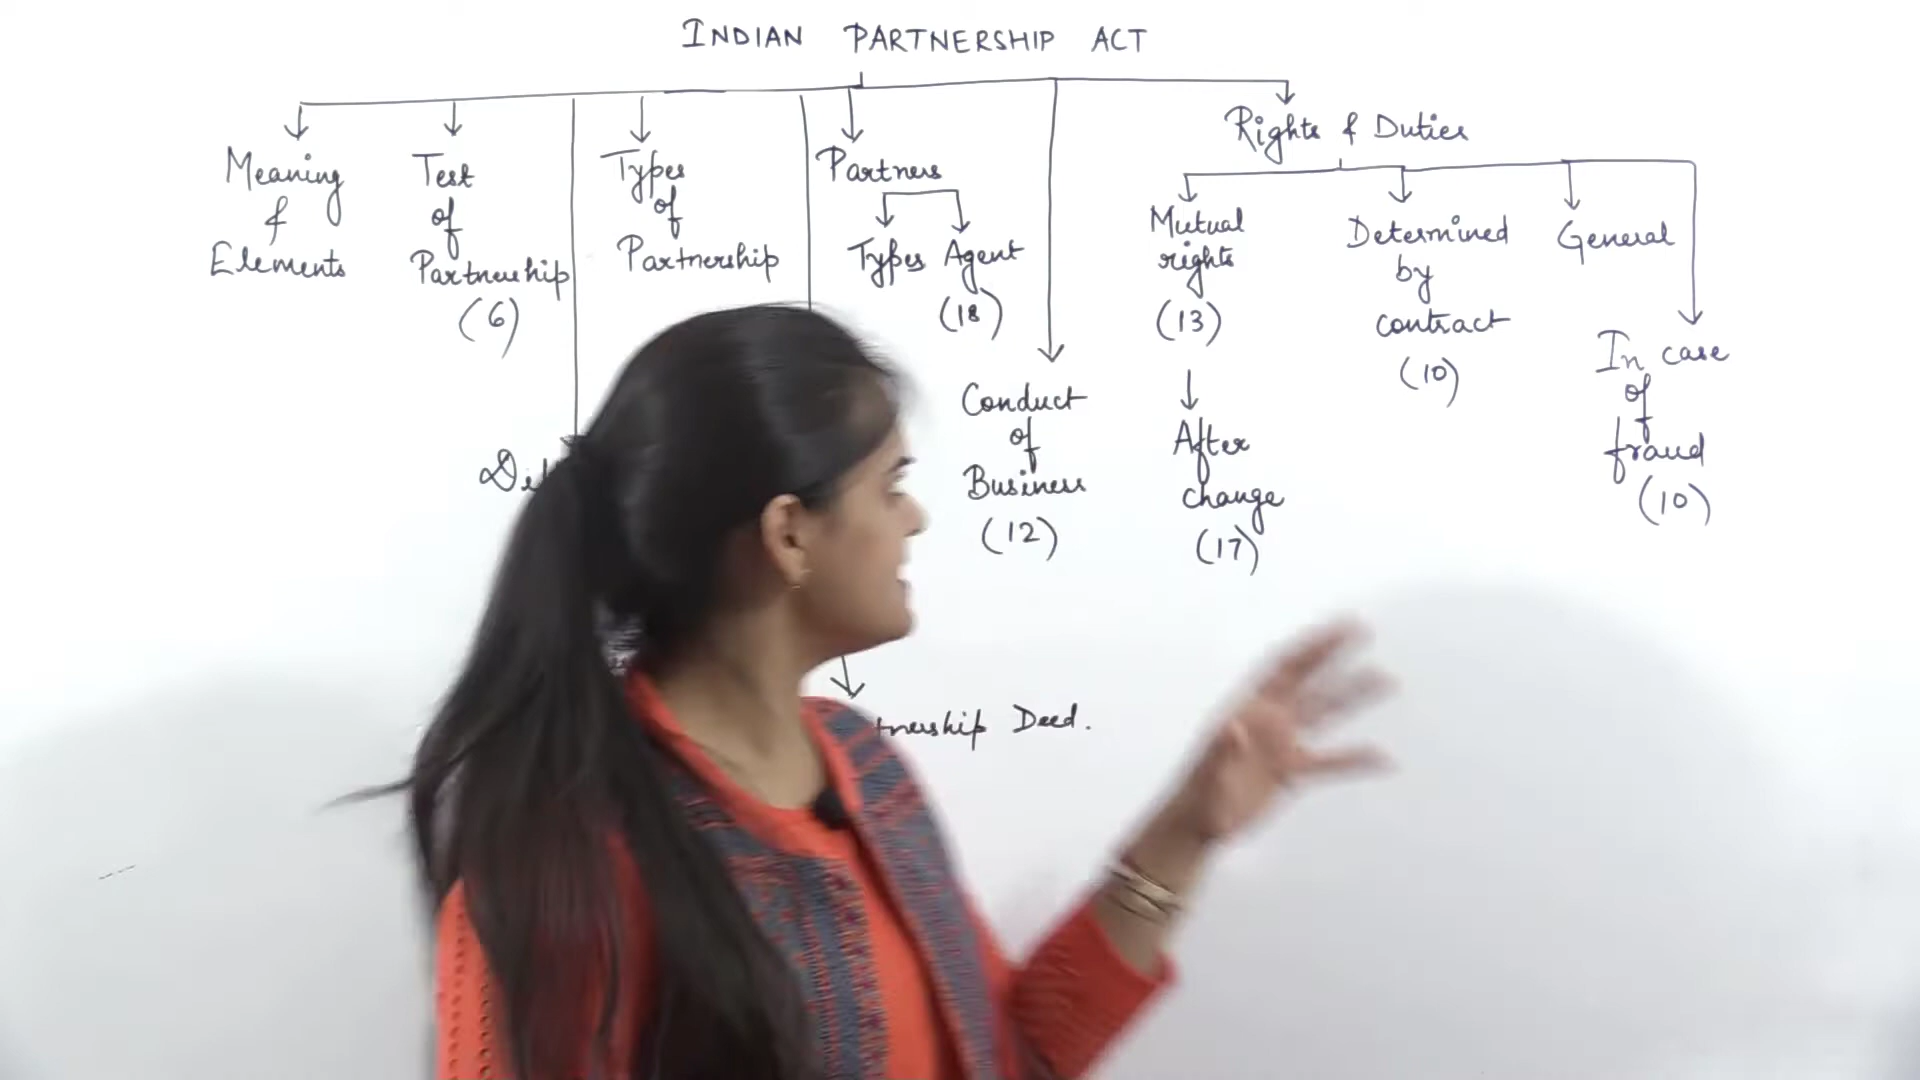 INDIAN PARTNERSHIP ACT
Meaning
&
Elements
Test
of
Partnership
(6)
Types
of
Partnership
Partners
Types Agent
(18)
Conduct
of
Business
(12)
Rights & Duties
Mutual
rights
(13)
After
change
(17)
Determined
by
contract
(10)
General
In case
of
fraud
(10)
Deed.